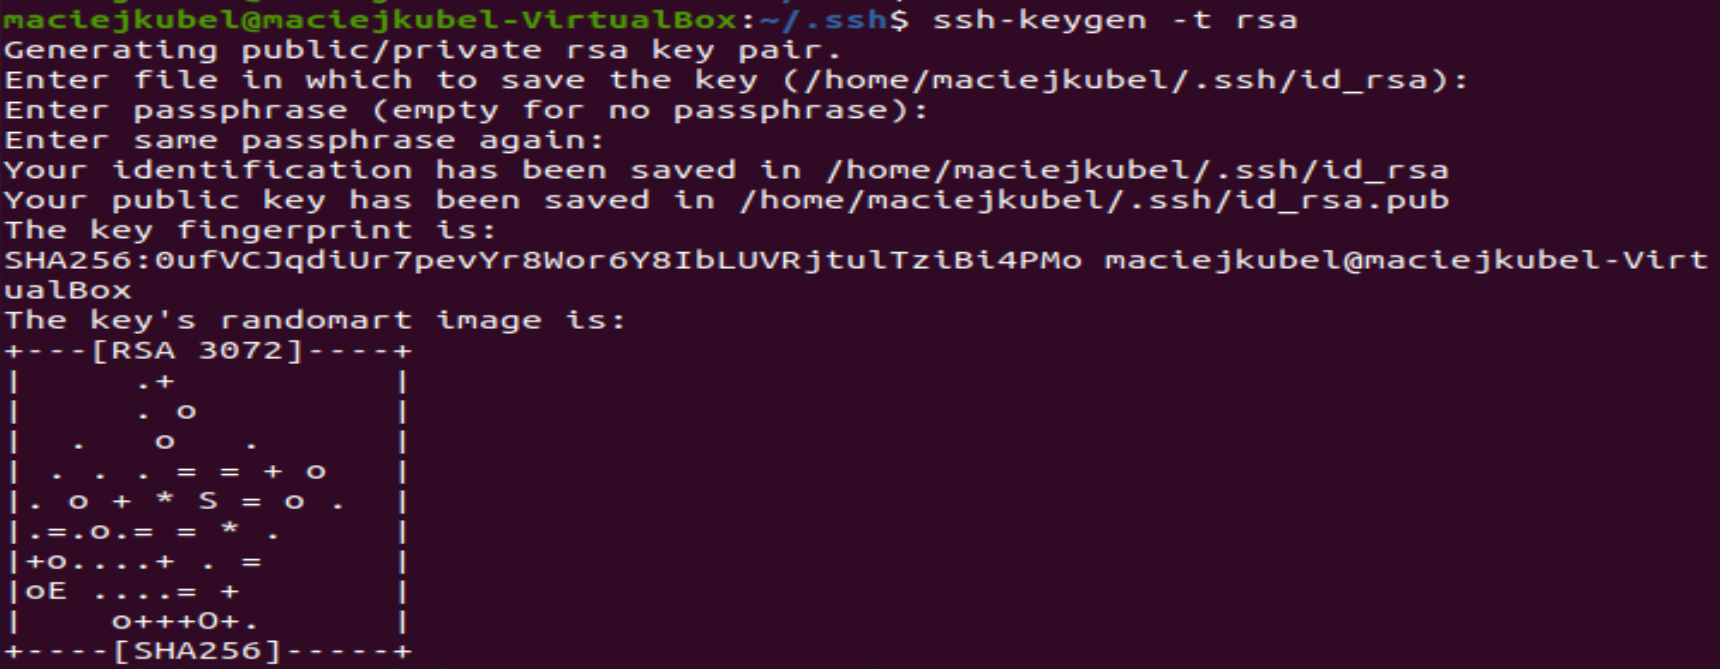 maciejkubel@maciejkubel-VirtualBox:~/.ssh$ ssh-keygen -t rsa
Generating public/private rsa key pair.
Enter file in which to save the key (/home/maciejkubel/.ssh/id_rsa):
Enter passphrase (empty for no passphrase):
Enter same passphrase again:
Your identification has been saved in /home/maciejkubel/.ssh/id_rsa
Your public key has been saved in /home/maciejkubel/.ssh/id_rsa.pub
The key fingerprint is:
SHA256:0ufVCJqdiUr7pevYr8Wor6Y8IbLUVRjtulTziBi4PMo maciejkubel@maciejkubel-Virt
ualBox
The key's randomart image is:
+---[RSA 3072]----+
|      .+          |
|      . o         |
|   .   o   .      |
|  . . . = = + o   |
|. o + * S = o .  |
|.=.o.= = * .     |
|+o....+ . =      |
|oE ....= +       |
|    o+++O+.      |
+----[SHA256]-----+